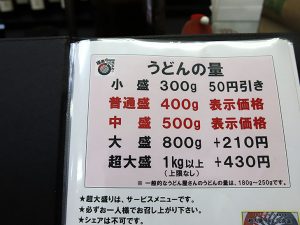 うどんの量
小 盛 300g 50円引き
普通盛 400g 表示価格
中 盛 500g 表示価格
大 盛 800g +210円
超大盛 1kg以上 +430円
(上限なし)
※ 一般的なうどん屋さんのうどんの量は、180g~250gです。
★超大盛りは、サービスメニューです。
★必ずお一人様でお召し上がり下さい。
★シェアは不可です。